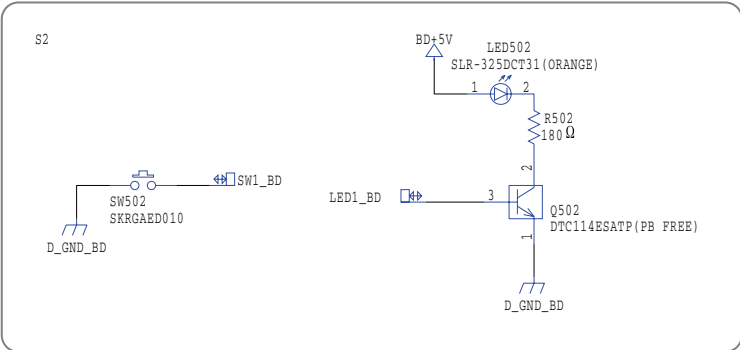 S2
BD+5V
LED502
SLR-325DCT31(ORANGE)
1
2
R502
180Ω
2
SW1_BD
SW502
SKRGAED010
D_GND_BD
LED1_BD
3
Q502
DTC114ESATP(PB FREE)
1
D_GND_BD